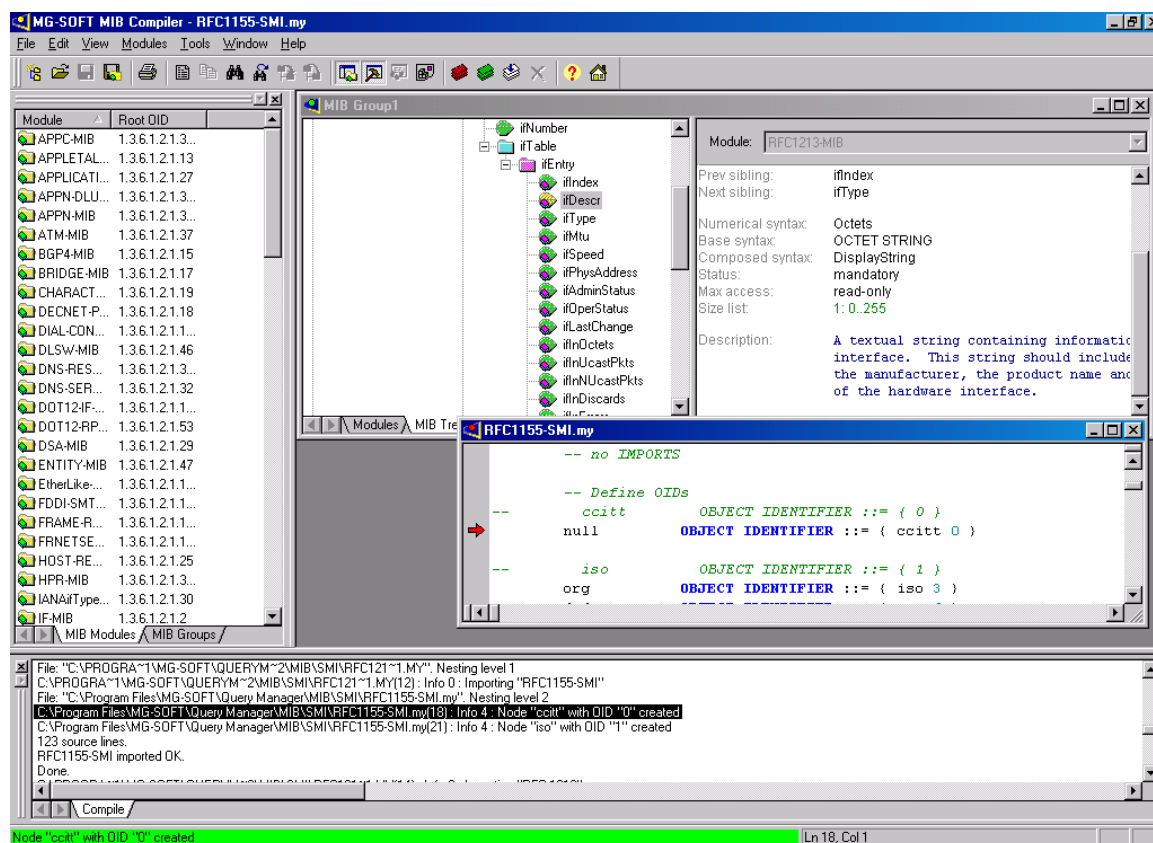 MG-SOFT MIB Compiler - RFC1155-SMI.my
File Edit View Modules Tools Window Help
Module Root OID
APPC-MIB 1.3.6.1.2.1.3...
APPLETAL... 1.3.6.1.2.1.13
APPLICATI... 1.3.6.1.2.1.27
APPN-DLU... 1.3.6.1.2.1.3...
APPN-MIB 1.3.6.1.2.1.3...
ATM-MIB 1.3.6.1.2.1.37
BGP4-MIB 1.3.6.1.2.1.15
BRIDGE-MIB 1.3.6.1.2.1.17
CHARACT... 1.3.6.1.2.1.19
DECNET-P... 1.3.6.1.2.1.18
DIAL-CON... 1.3.6.1.2.1.1...
DLSW-MIB 1.3.6.1.2.1.46
DNS-RES... 1.3.6.1.2.1.3...
DNS-SER... 1.3.6.1.2.1.32
DOT12-IF-... 1.3.6.1.2.1.1...
DOT12-RP... 1.3.6.1.2.1.53
DSA-MIB 1.3.6.1.2.1.29
ENTITY-MIB 1.3.6.1.2.1.47
EtherLike-... 1.3.6.1.2.1.1...
FDDI-SMT... 1.3.6.1.2.1.1...
FRAME-R... 1.3.6.1.2.1.1...
FRNETSE... 1.3.6.1.2.1.1...
HOST-RE... 1.3.6.1.2.1.25
HPR-MIB 1.3.6.1.2.1.3...
IANAifType... 1.3.6.1.2.1.30
IF-MIB 1.3.6.1.2.1.2
MIB Modules MIB Groups
MIB Group1
ifNumber
ifTable
ifEntry
ifIndex
ifDescr
ifType
ifMtu
ifSpeed
ifPhysAddress
ifAdminStatus
ifOperStatus
ifLastChange
ifInOctets
ifInUcastPkts
ifInNUcastPkts
ifInDiscards
Modules MIB Tre
Module: RFC1213-MIB
Prev sibling: ifIndex
Next sibling: ifType
Numerical syntax: Octets
Base syntax: OCTET STRING
Composed syntax: DisplayString
Status: mandatory
Max access: read-only
Size list: 1: 0..255
Description: A textual string containing informatic
interface. This string should include
the manufacturer, the product name and
of the hardware interface.
RFC1155-SMI.my
-- no IMPORTS
-- Define OIDs
-- ccitt OBJECT IDENTIFIER ::= { 0 }
null OBJECT IDENTIFIER ::= { ccitt 0 }
-- iso OBJECT IDENTIFIER ::= { 1 }
org OBJECT IDENTIFIER ::= { iso 3 }
File: "C:\PROGRA~1\MG-SOFT\QUERYM~2\MIB\SMI\RFC121~1.MY". Nesting level 1
C:\PROGRA~1\MG-SOFT\QUERYM~2\MIB\SMI\RFC121~1.MY(12) : Info 0 : Importing "RFC1155-SMI"
File: "C:\Program Files\MG-SOFT\Query Manager\MIB\SMI\RFC1155-SMI.my". Nesting level 2
C:\Program Files\MG-SOFT\Query Manager\MIB\SMI\RFC1155-SMI.my(18) : Info 4 : Node "ccitt" with OID "0" created
C:\Program Files\MG-SOFT\Query Manager\MIB\SMI\RFC1155-SMI.my(21) : Info 4 : Node "iso" with OID "1" created
123 source lines.
RFC1155-SMI imported OK.
Done.
Compile
Node "ccitt" with OID "0" created Ln 18, Col 1